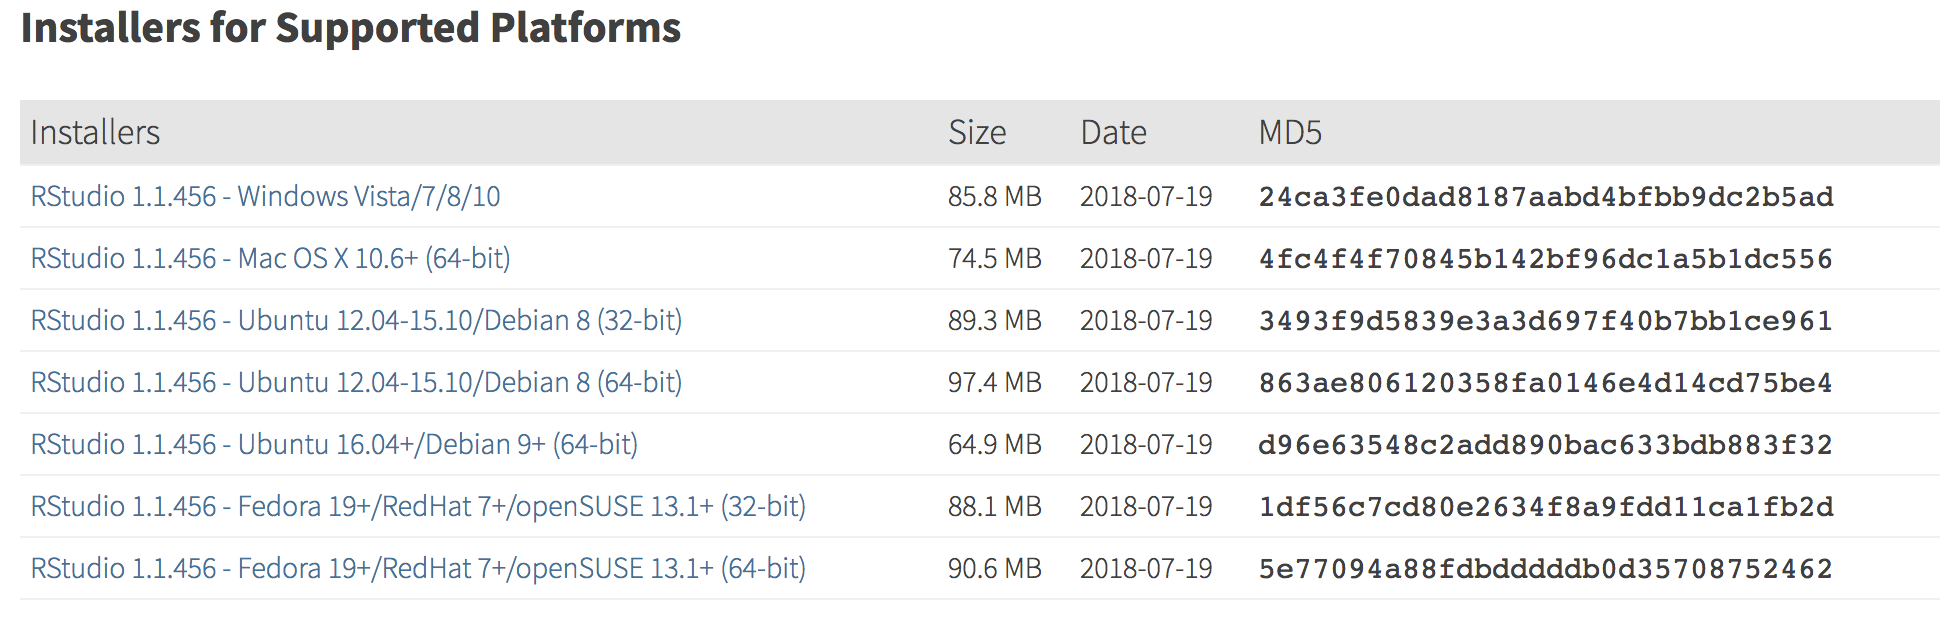 Installers for Supported Platforms
Installers Size Date MD5
RStudio 1.1.456 - Windows Vista/7/8/10 85.8 MB 2018-07-19 24ca3fe0dad8187aabd4bfbb9dc2b5ad
RStudio 1.1.456 - Mac OS X 10.6+ (64-bit) 74.5 MB 2018-07-19 4fc4f4f70845b142bf96dc1a5b1dc556
RStudio 1.1.456 - Ubuntu 12.04-15.10/Debian 8 (32-bit) 89.3 MB 2018-07-19 3493f9d5839e3a3d697f40b7bb1ce961
RStudio 1.1.456 - Ubuntu 12.04-15.10/Debian 8 (64-bit) 97.4 MB 2018-07-19 863ae806120358fa0146e4d14cd75be4
RStudio 1.1.456 - Ubuntu 16.04+/Debian 9+ (64-bit) 64.9 MB 2018-07-19 d96e63548c2add890bac633bdb883f32
RStudio 1.1.456 - Fedora 19+/RedHat 7+/openSUSE 13.1+ (32-bit) 88.1 MB 2018-07-19 1df56c7cd80e2634f8a9fdd11ca1fb2d
RStudio 1.1.456 - Fedora 19+/RedHat 7+/openSUSE 13.1+ (64-bit) 90.6 MB 2018-07-19 5e77094a88fdbdddddb0d35708752462